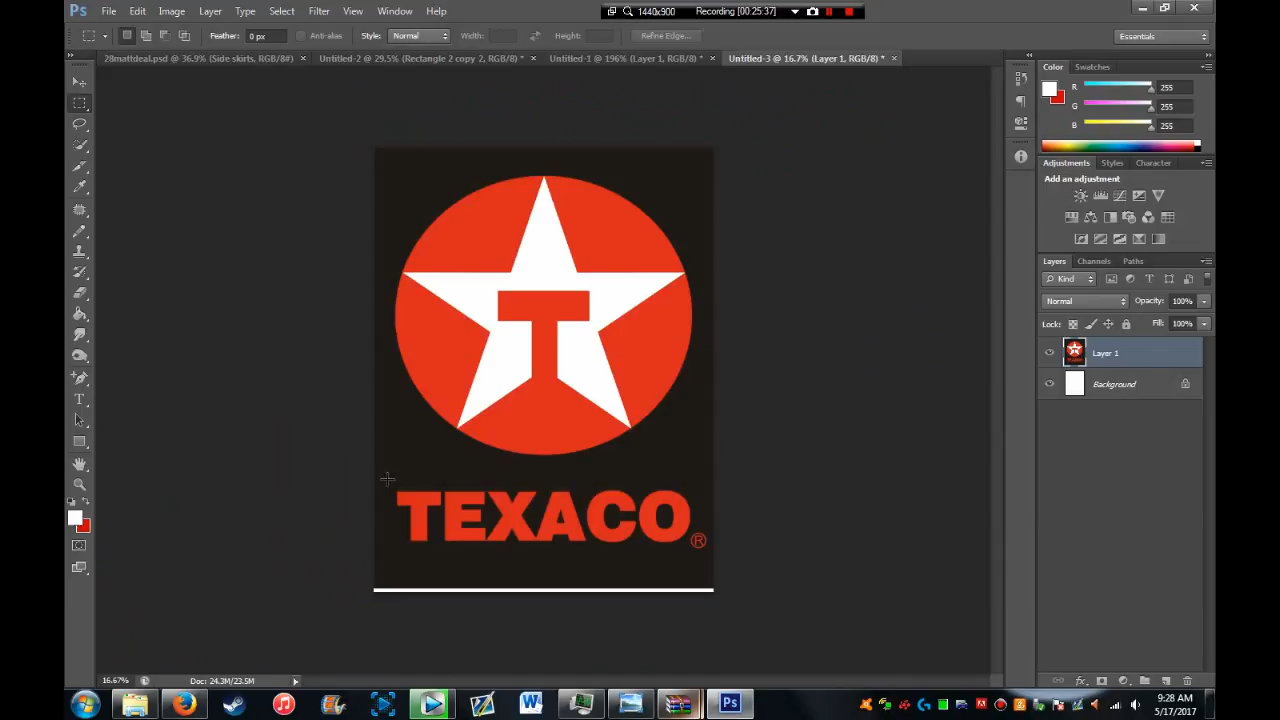 Ps File Edit Image Layer Type Select Filter View Window Help
1440x900 Recording [00:25:37]
Feather: 0 px Anti-alias Style: Normal Width: Height: Refine Edge... Essentials
28mattdeal.psd @ 36.9% (Side skirts, RGB/8#) × Untitled-2 @ 29.5% (Rectangle 2 copy 2, RGB/8) * × Untitled-1 @ 196% (Layer 1, RGB/8) * × Untitled-3 @ 16.7% (Layer 1, RGB/8) * ×
Color Swatches
R 255
G 255
B 255
Adjustments Styles Character
Add an adjustment
Layers Channels Paths
Kind
Normal Opacity: 100%
Lock: Fill: 100%
Layer 1
Background
T
TEXACO®
16.67% Doc: 24.3M/23.5M
9:28 AM
5/17/2017